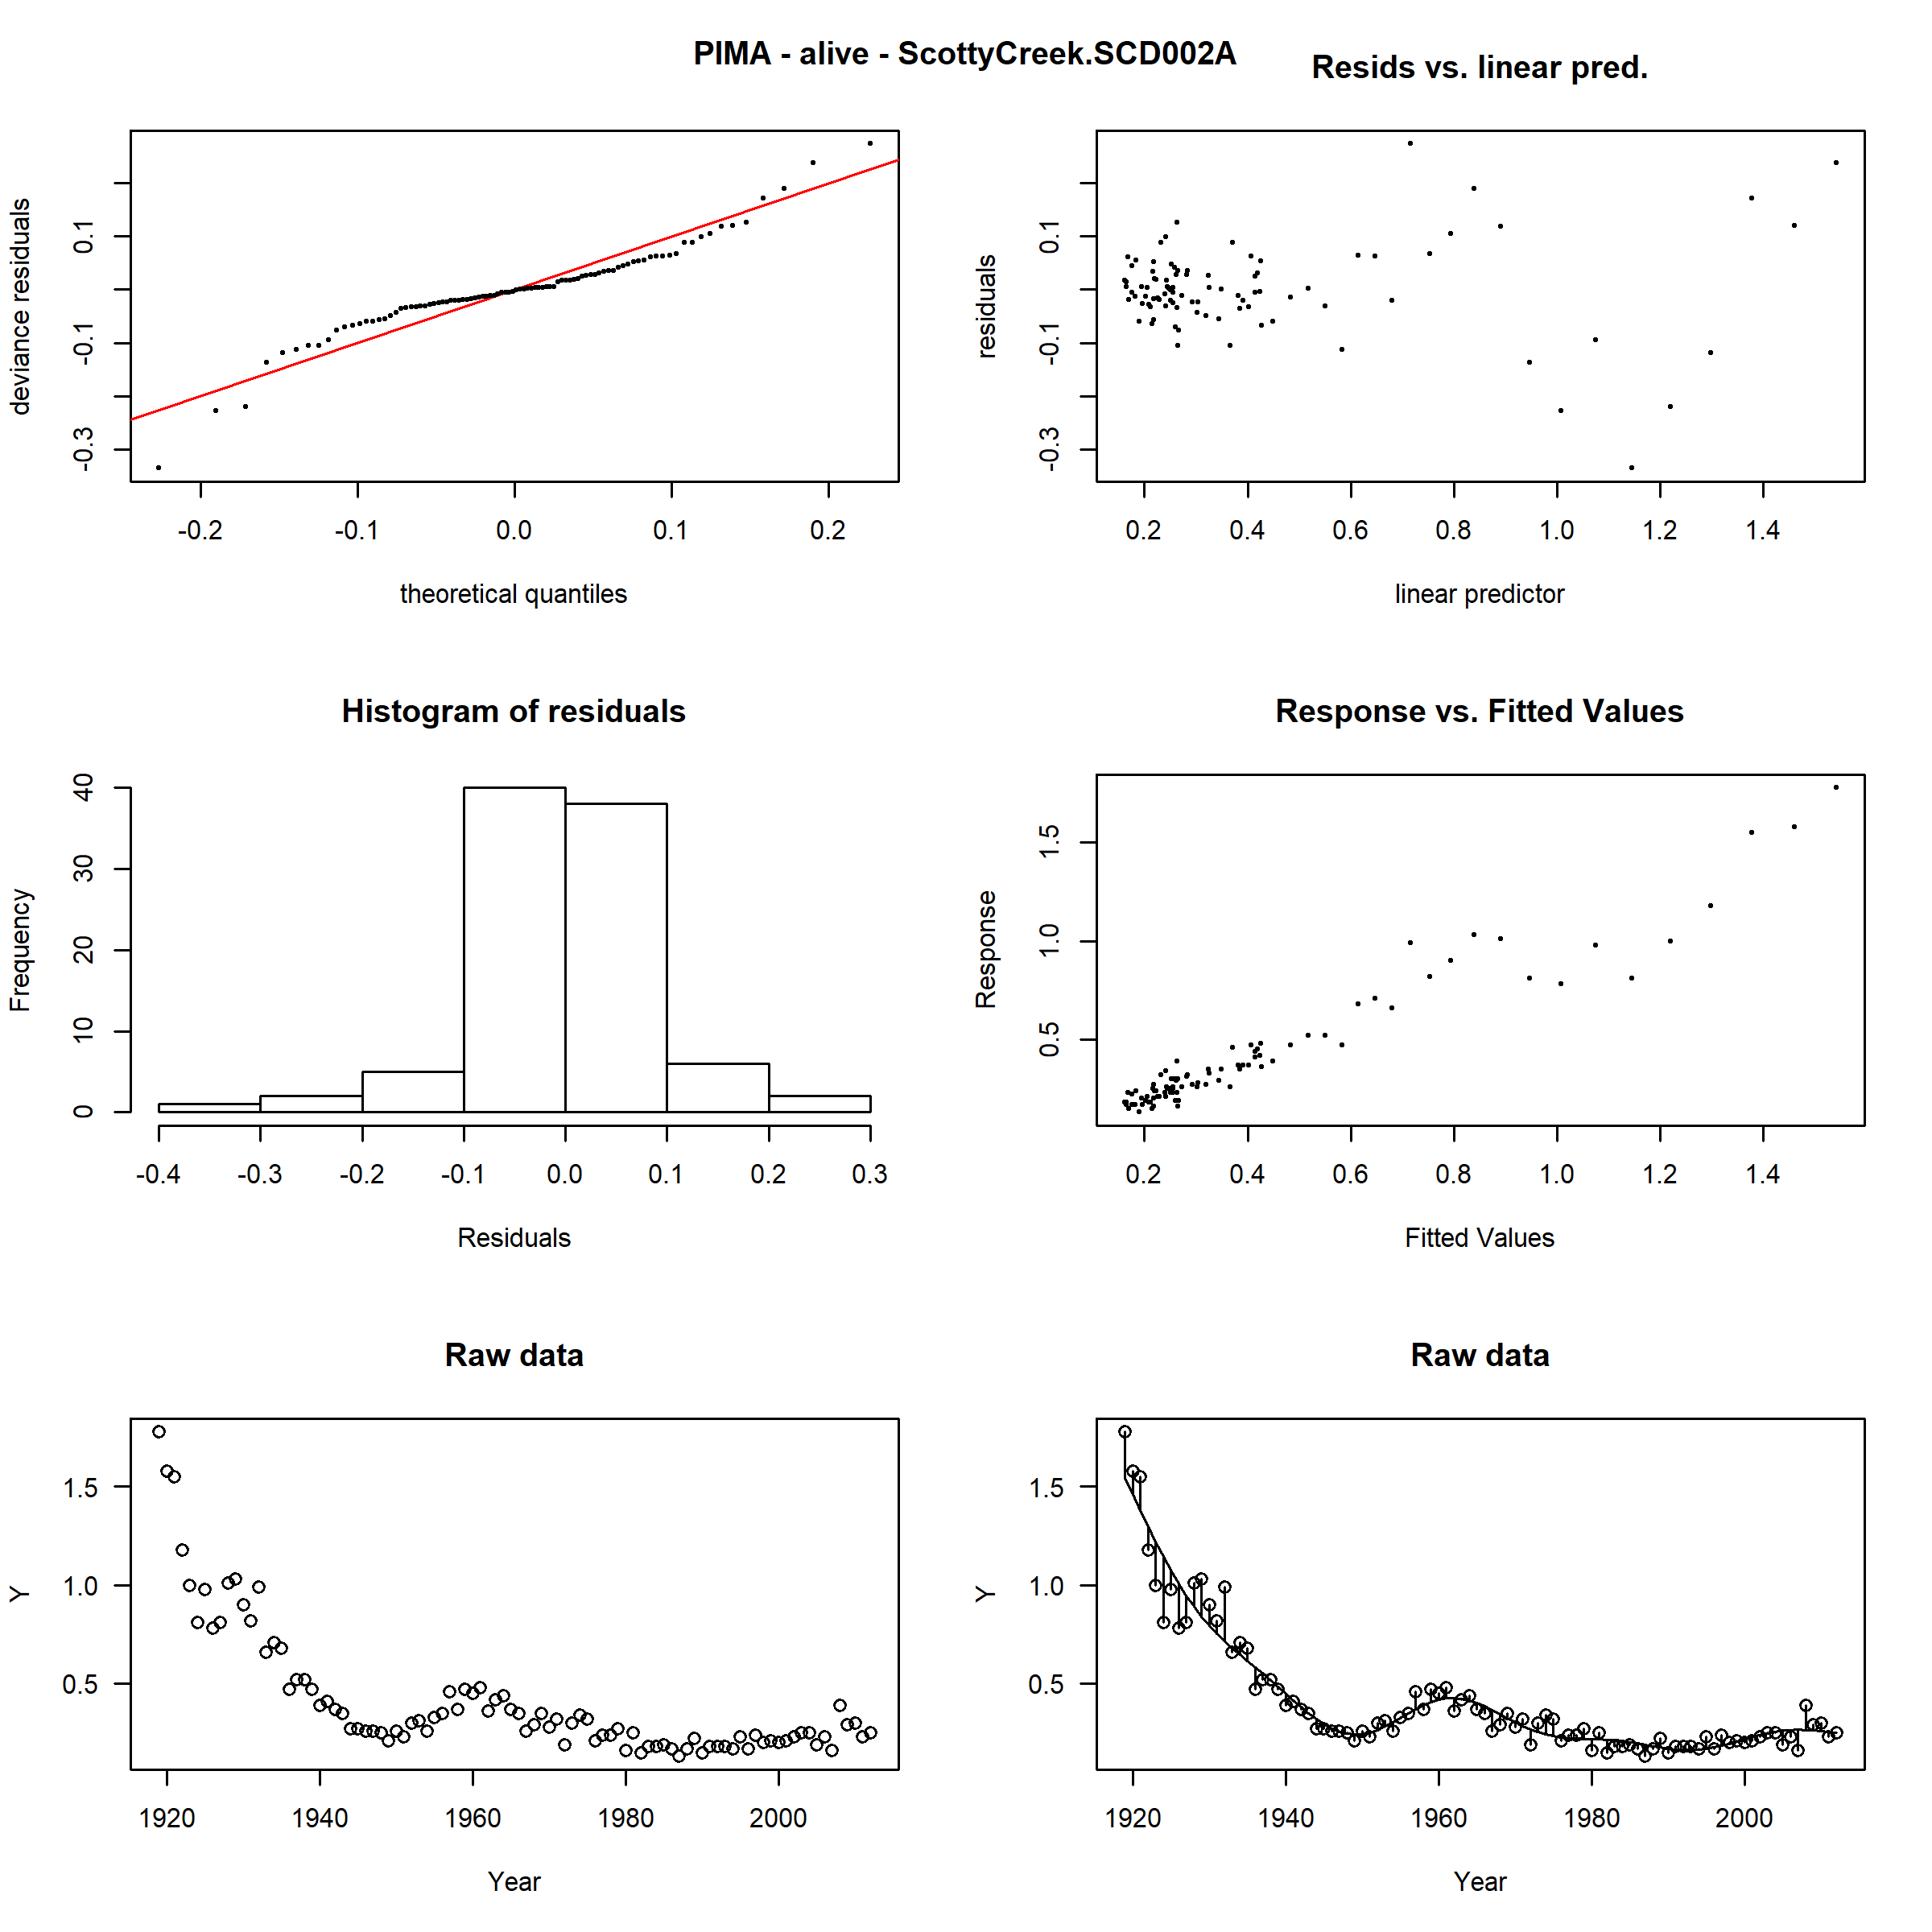 PIMA - alive - ScottyCreek.SCD002A
Resids vs. linear pred.
deviance residuals
0.1
-0.1
-0.3
-0.2 -0.1 0.0 0.1 0.2
theoretical quantiles
residuals
0.1
-0.1
-0.3
0.2 0.4 0.6 0.8 1.0 1.2 1.4
linear predictor
Histogram of residuals
Frequency
40
30
20
10
0
-0.4 -0.3 -0.2 -0.1 0.0 0.1 0.2 0.3
Residuals
Response vs. Fitted Values
Response
1.5
1.0
0.5
0.2 0.4 0.6 0.8 1.0 1.2 1.4
Fitted Values
Raw data
Y
1.5
1.0
0.5
1920 1940 1960 1980 2000
Year
Raw data
Y
1.5
1.0
0.5
1920 1940 1960 1980 2000
Year